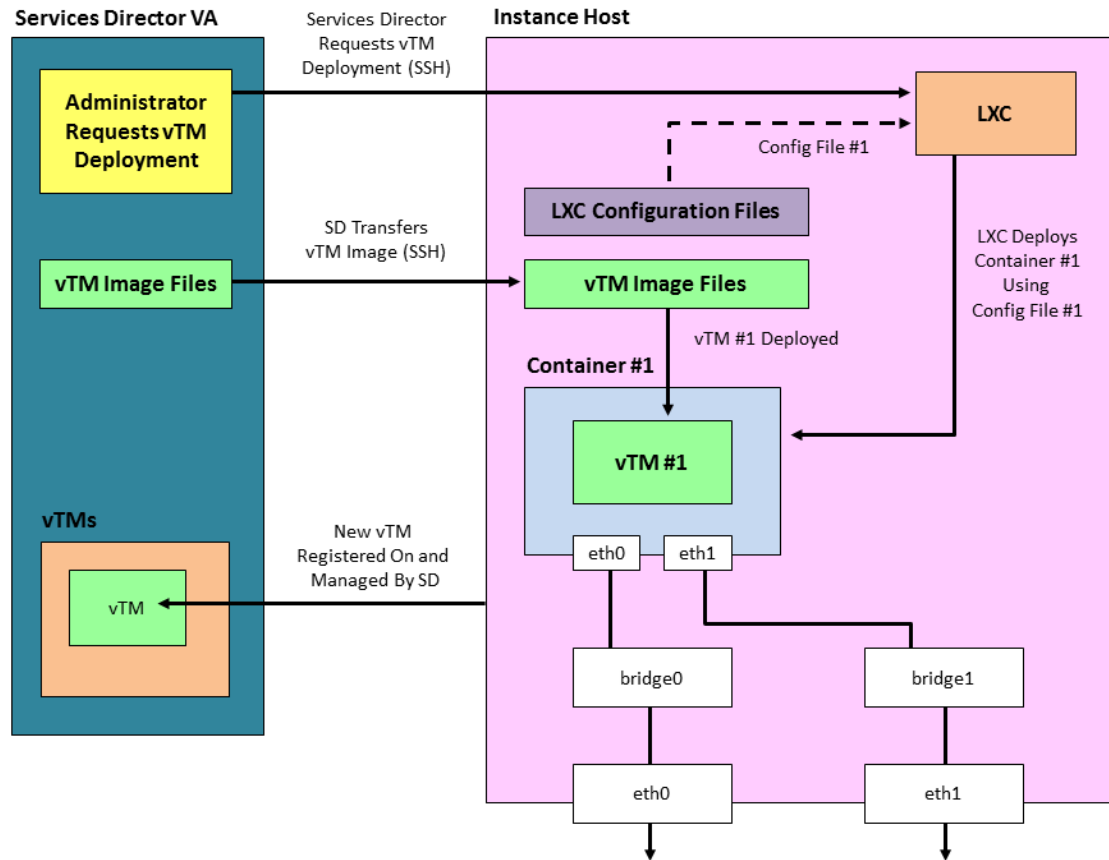 Services Director VA
Instance Host
Services Director
Requests vTM
Deployment (SSH)
Administrator
Requests vTM
Deployment
LXC
Config File #1
LXC Configuration Files
SD Transfers
vTM Image (SSH)
LXC Deploys
Container #1
Using
Config File #1
vTM Image Files
vTM Image Files
vTM #1 Deployed
Container #1
vTM #1
vTMs
New vTM
Registered On and
Managed By SD
eth0
eth1
vTM
bridge0
bridge1
eth0
eth1